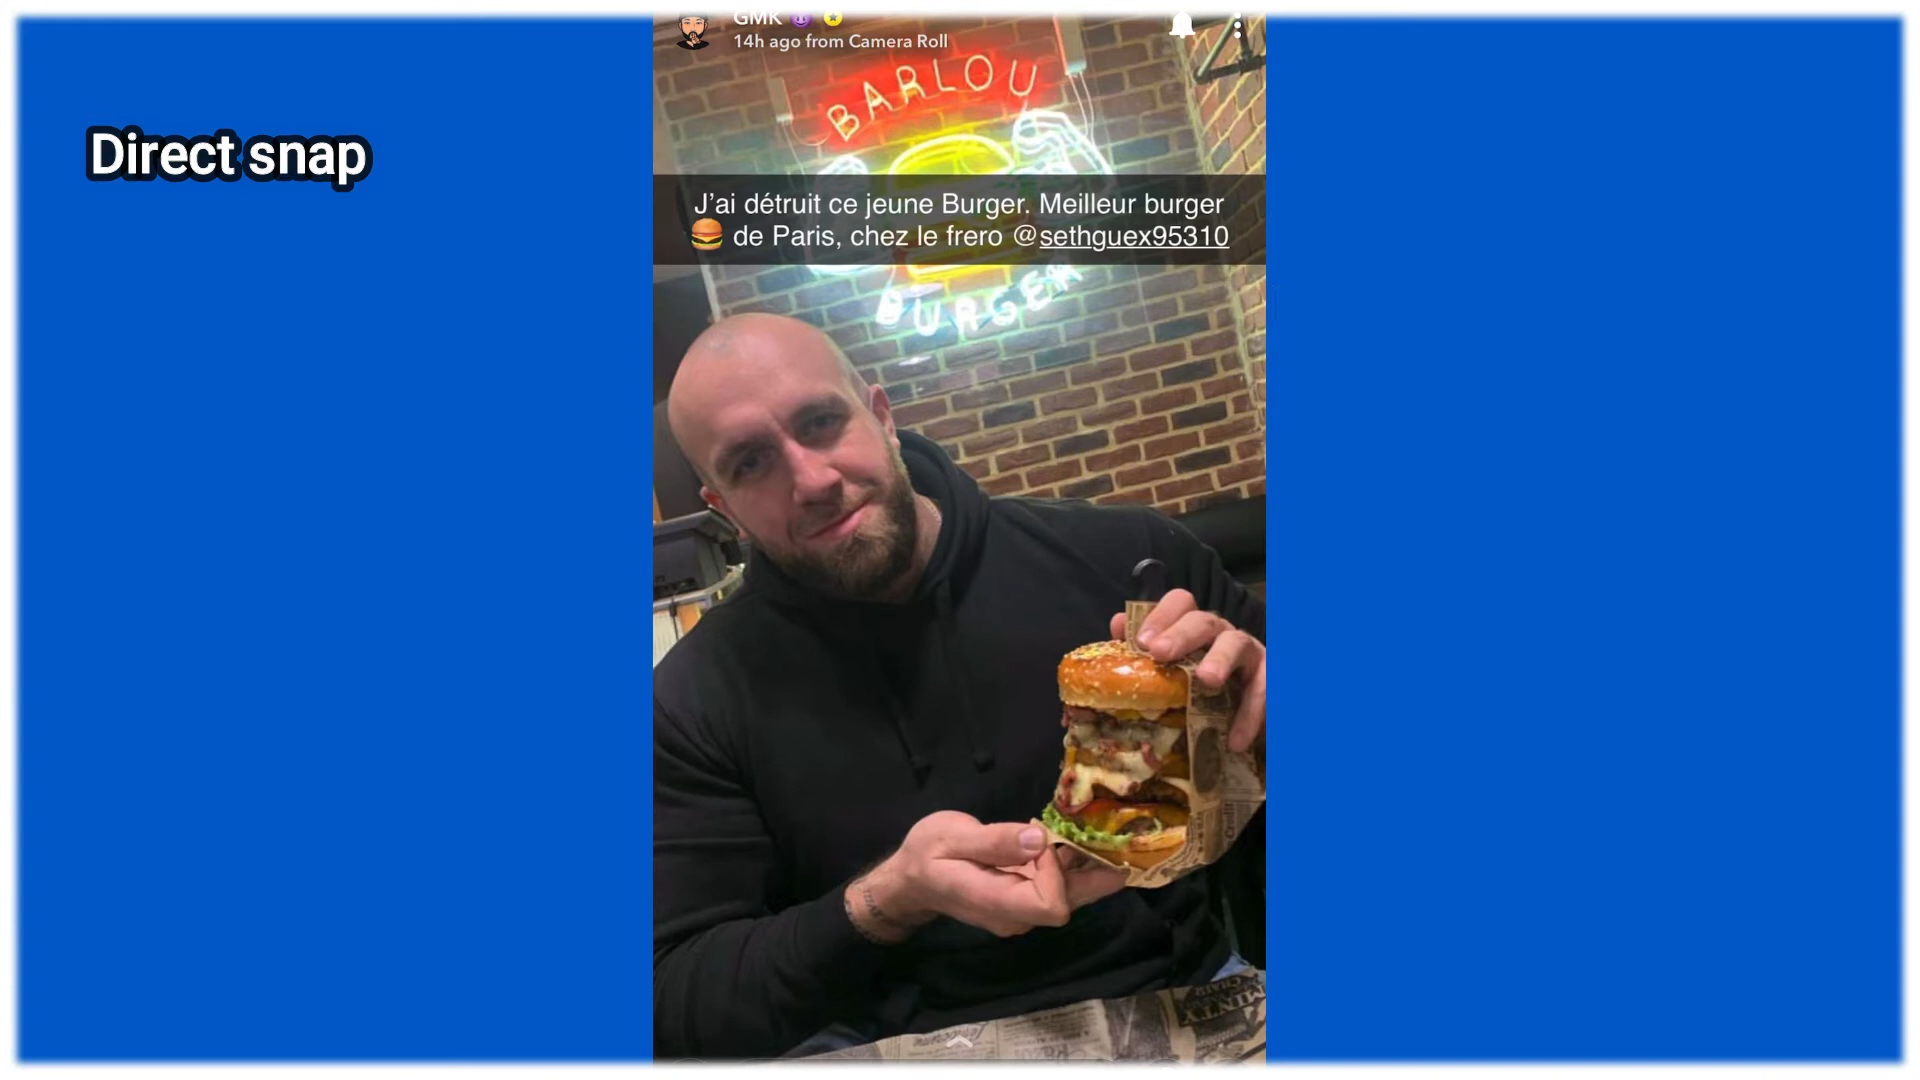 GMK 😈 ⭐
14h ago from Camera Roll
BARLOU
Direct snap
J’ai détruit ce jeune Burger. Meilleur burger
🍔 de Paris, chez le frero @sethguex95310
BURGER